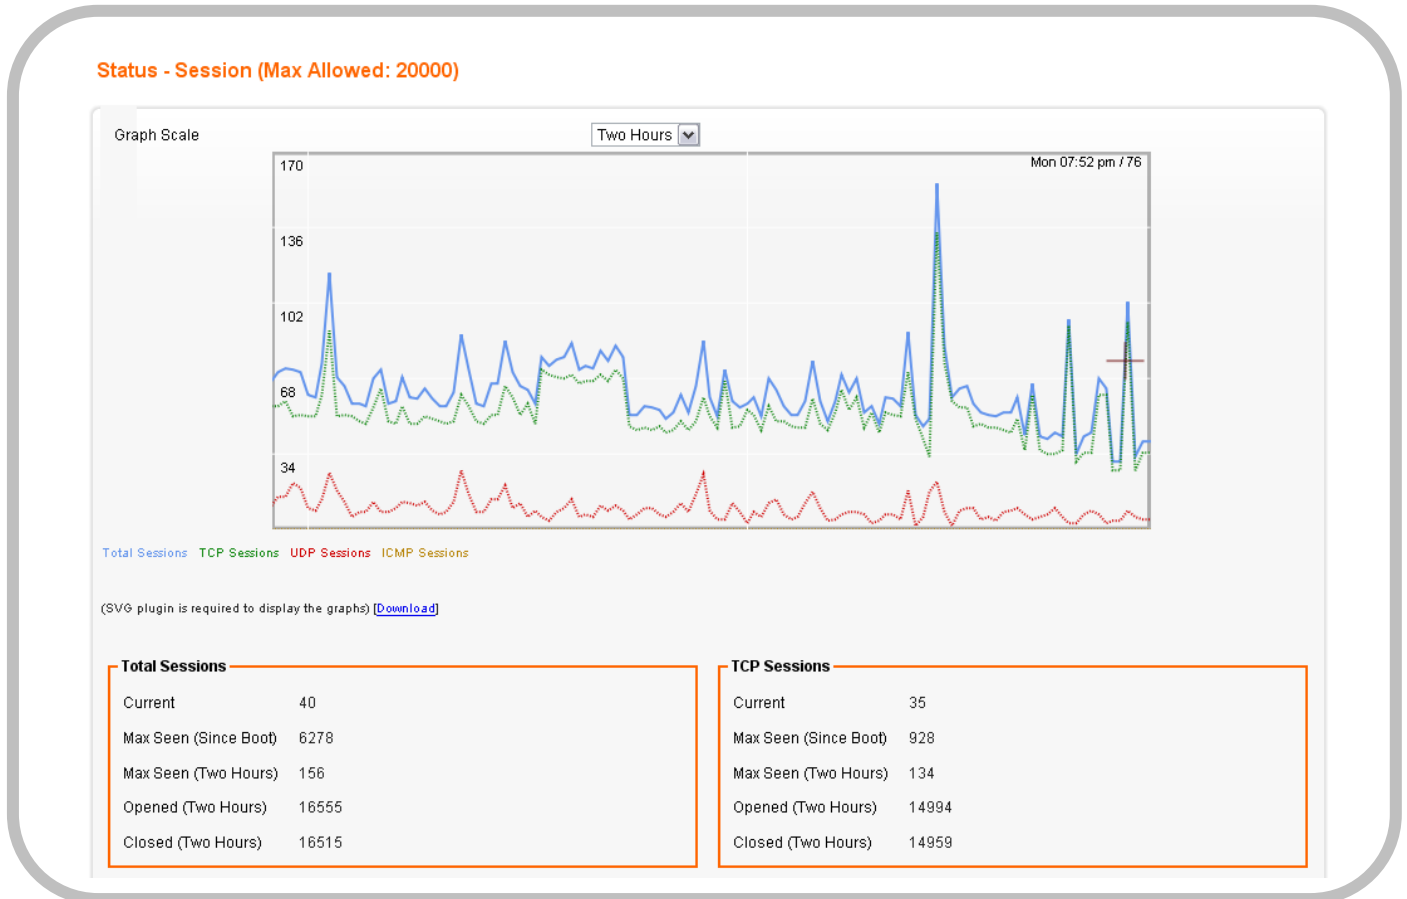 Status - Session (Max Allowed: 20000)
Graph Scale
Two Hours
170
Mon 07:52 pm / 76
136
102
68
34
Total Sessions TCP Sessions UDP Sessions ICMP Sessions
(SVG plugin is required to display the graphs) [Download]
Total Sessions
Current 40
Max Seen (Since Boot) 6278
Max Seen (Two Hours) 156
Opened (Two Hours) 16555
Closed (Two Hours) 16515
TCP Sessions
Current 35
Max Seen (Since Boot) 928
Max Seen (Two Hours) 134
Opened (Two Hours) 14994
Closed (Two Hours) 14959